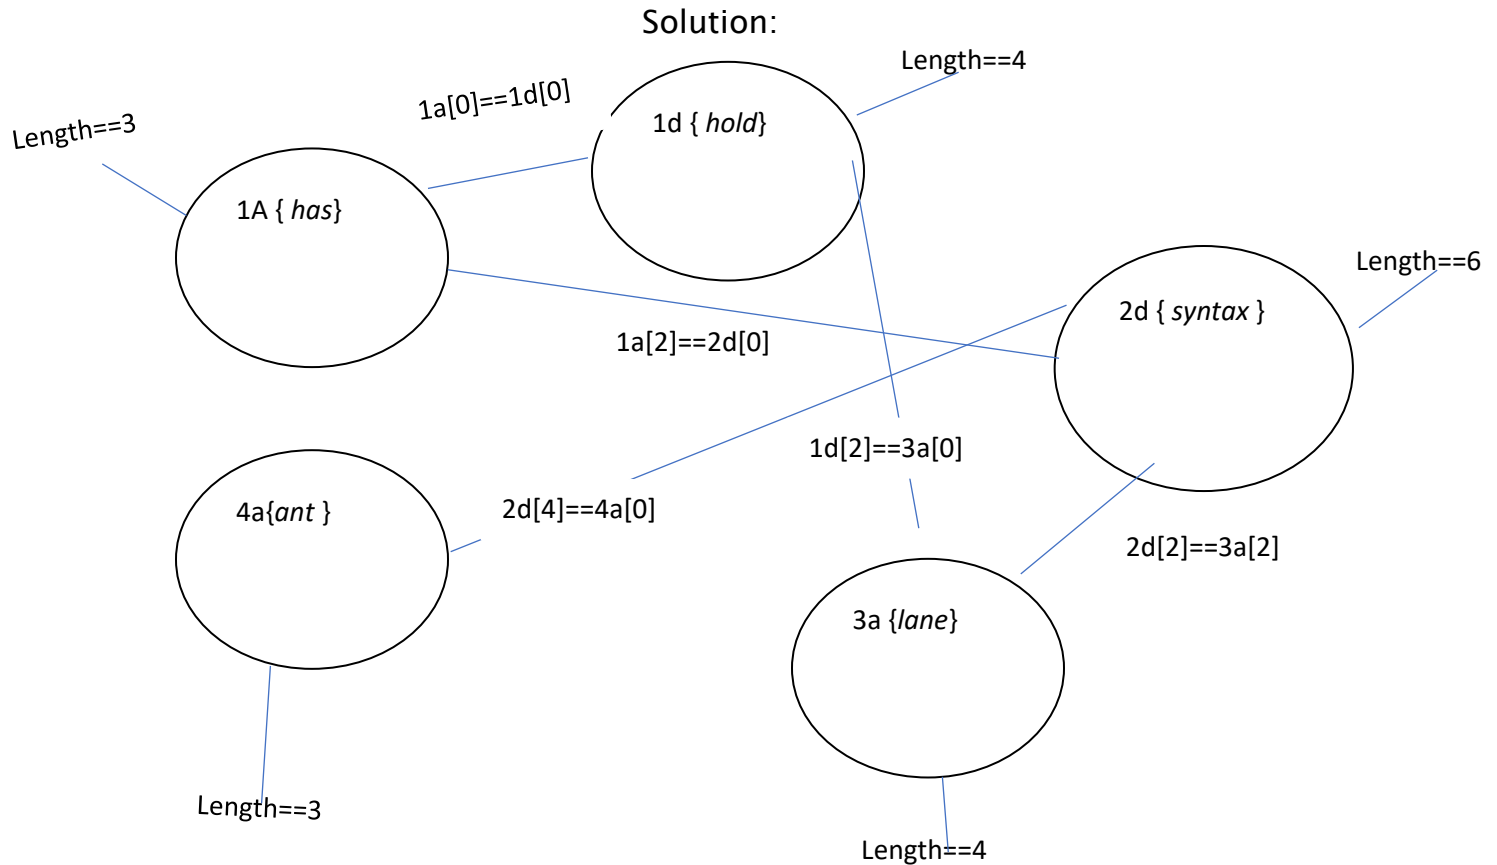 Solution:
Length==4
1a[0]==1d[0]
Length==3
1d { hold}
1A { has}
Length==6
2d { syntax }
1a[2]==2d[0]
1d[2]==3a[0]
4a{ant }
2d[4]==4a[0]
2d[2]==3a[2]
3a {lane}
Length==3
Length==4